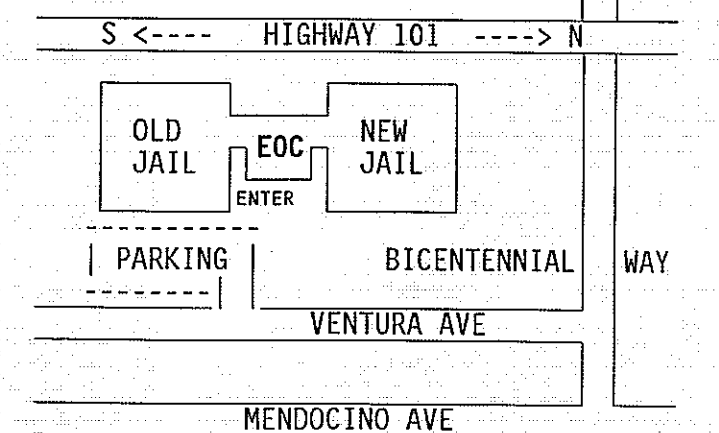 S <---- HIGHWAY 101 ----> N
OLD
JAIL
EOC
NEW
JAIL
ENTER
PARKING
BICENTENNIAL WAY
VENTURA AVE
MENDOCINO AVE